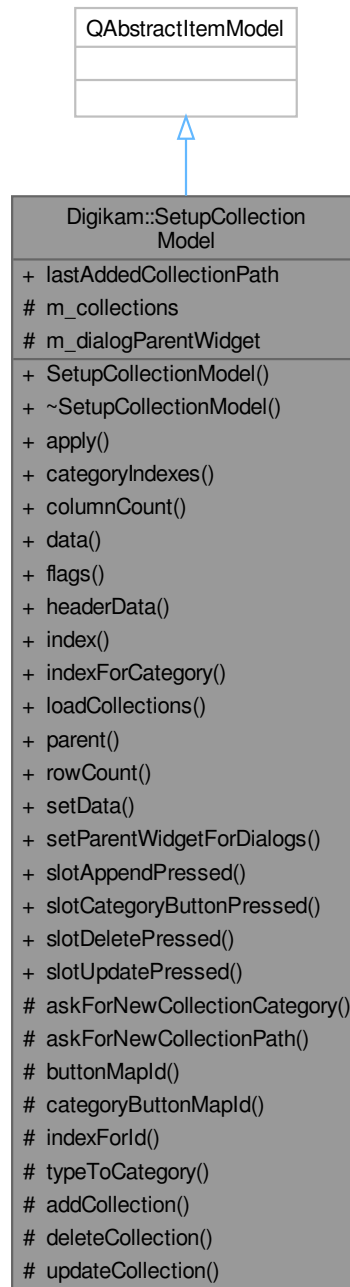 QAbstractItemModel
Digikam::SetupCollection
Model
+ lastAddedCollectionPath
# m_collections
# m_dialogParentWidget
+ SetupCollectionModel()
+ ~SetupCollectionModel()
+ apply()
+ categoryIndexes()
+ columnCount()
+ data()
+ flags()
+ headerData()
+ index()
+ indexForCategory()
+ loadCollections()
+ parent()
+ rowCount()
+ setData()
+ setParentWidgetForDialogs()
+ slotAppendPressed()
+ slotCategoryButtonPressed()
+ slotDeletePressed()
+ slotUpdatePressed()
# askForNewCollectionCategory()
# askForNewCollectionPath()
# buttonMapId()
# categoryButtonMapId()
# indexForId()
# typeToCategory()
# addCollection()
# deleteCollection()
# updateCollection()